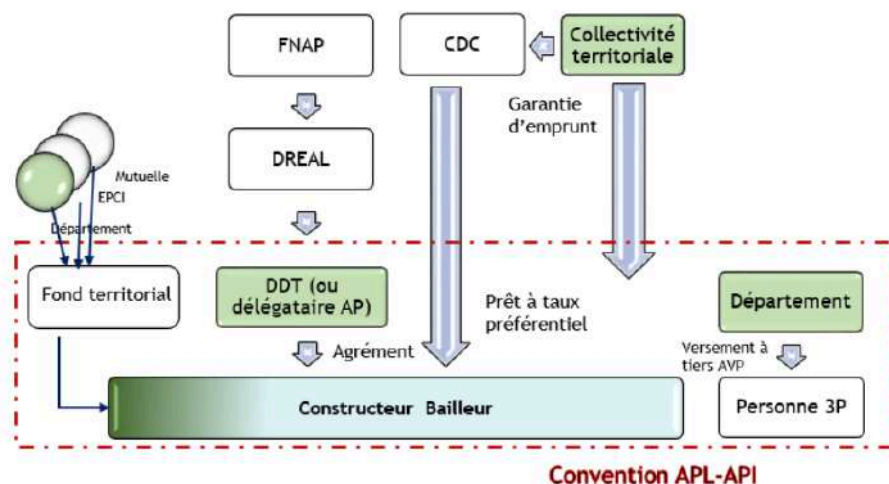 FNAP
CDC
Collectivité
territoriale
Garantie
d'emprunt
DREAL
Mutuelle
EPCI
Département
Fond territorial
DDT (ou
délégataire AP)
Prêt à taux
préférentiel
Département
Agrément
Versement à
tiers AVP
Constructeur Bailleur
Personne 3P
Convention APL-API